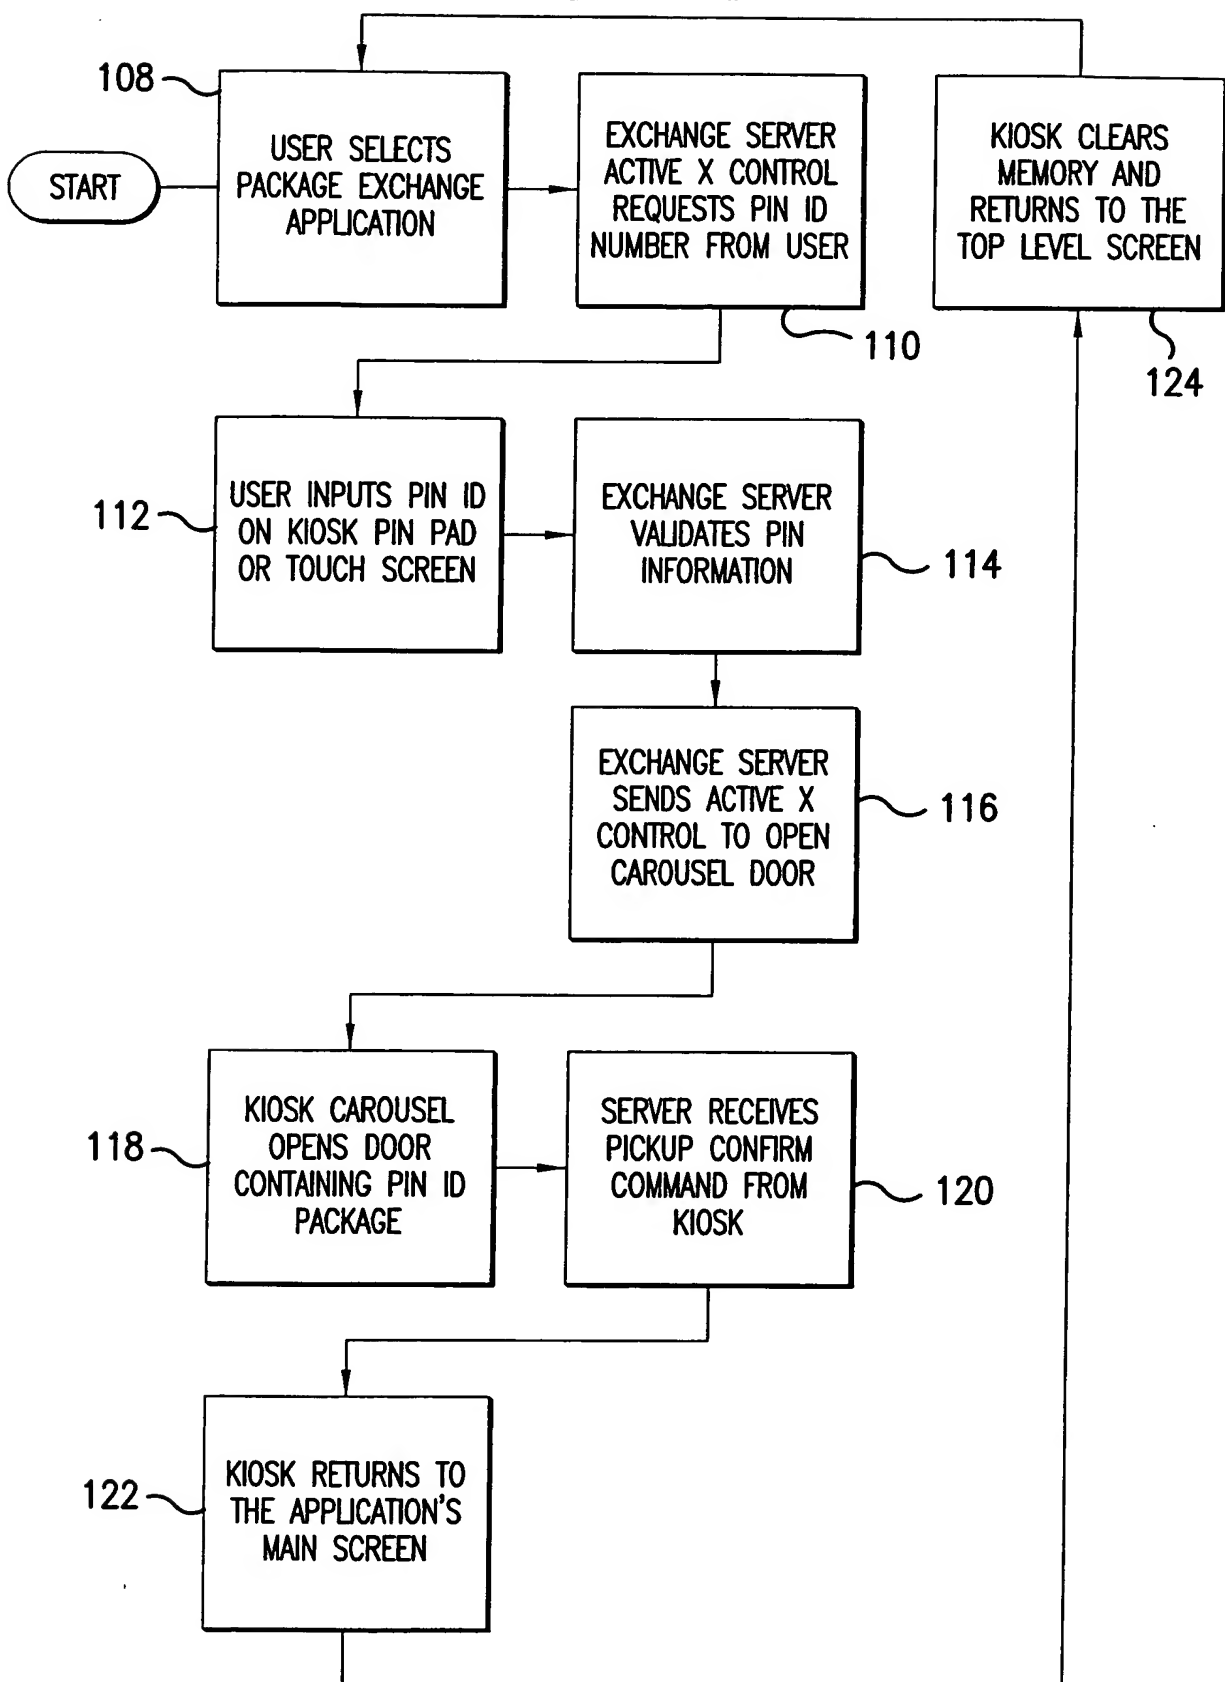 108
START
USER SELECTS
PACKAGE EXCHANGE
APPLICATION
EXCHANGE SERVER
ACTIVE X CONTROL
REQUESTS PIN ID
NUMBER FROM USER
110
KIOSK CLEARS
MEMORY AND
RETURNS TO THE
TOP LEVEL SCREEN
124
112
USER INPUTS PIN ID
ON KIOSK PIN PAD
OR TOUCH SCREEN
EXCHANGE SERVER
VALIDATES PIN
INFORMATION
114
EXCHANGE SERVER
SENDS ACTIVE X
CONTROL TO OPEN
CAROUSEL DOOR
116
118
KIOSK CAROUSEL
OPENS DOOR
CONTAINING PIN ID
PACKAGE
SERVER RECEIVES
PICKUP CONFIRM
COMMAND FROM
KIOSK
120
122
KIOSK RETURNS TO
THE APPLICATION'S
MAIN SCREEN